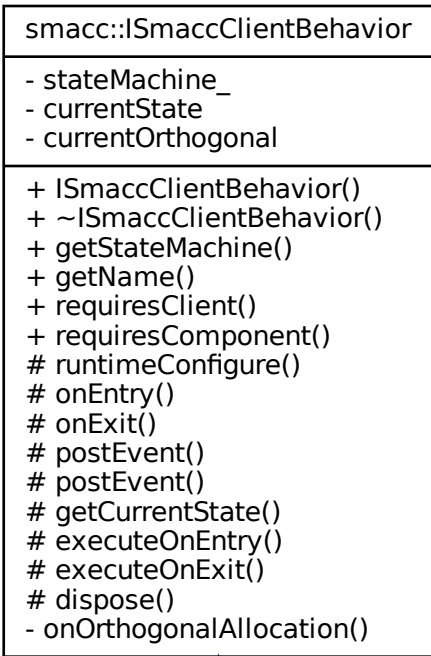 smacc::ISmaccClientBehavior
- stateMachine_
- currentState
- currentOrthogonal
+ ISmaccClientBehavior()
+ ~ISmaccClientBehavior()
+ getStateMachine()
+ getName()
+ requiresClient()
+ requiresComponent()
# runtimeConfigure()
# onEntry()
# onExit()
# postEvent()
# postEvent()
# getCurrentState()
# executeOnEntry()
# executeOnExit()
# dispose()
- onOrthogonalAllocation()